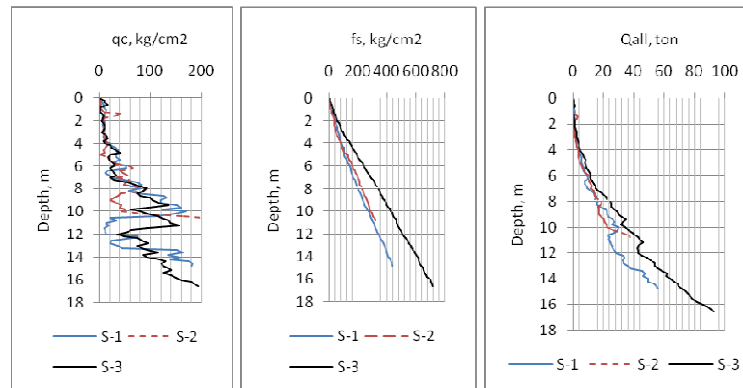 qc, kg/cm2
0 100 200
0
2
4
6
8
10
12
14
16
18
Depth, m
S-1 S-2
S-3
fs, kg/cm2
0 200 400 600 800
0
2
4
6
8
10
12
14
16
18
Depth, m
S-1 S-2
S-3
Qall, ton
0 20 40 60 80 100
0
2
4
6
8
10
12
14
16
18
Depth, m
S-1 S-2 S-3